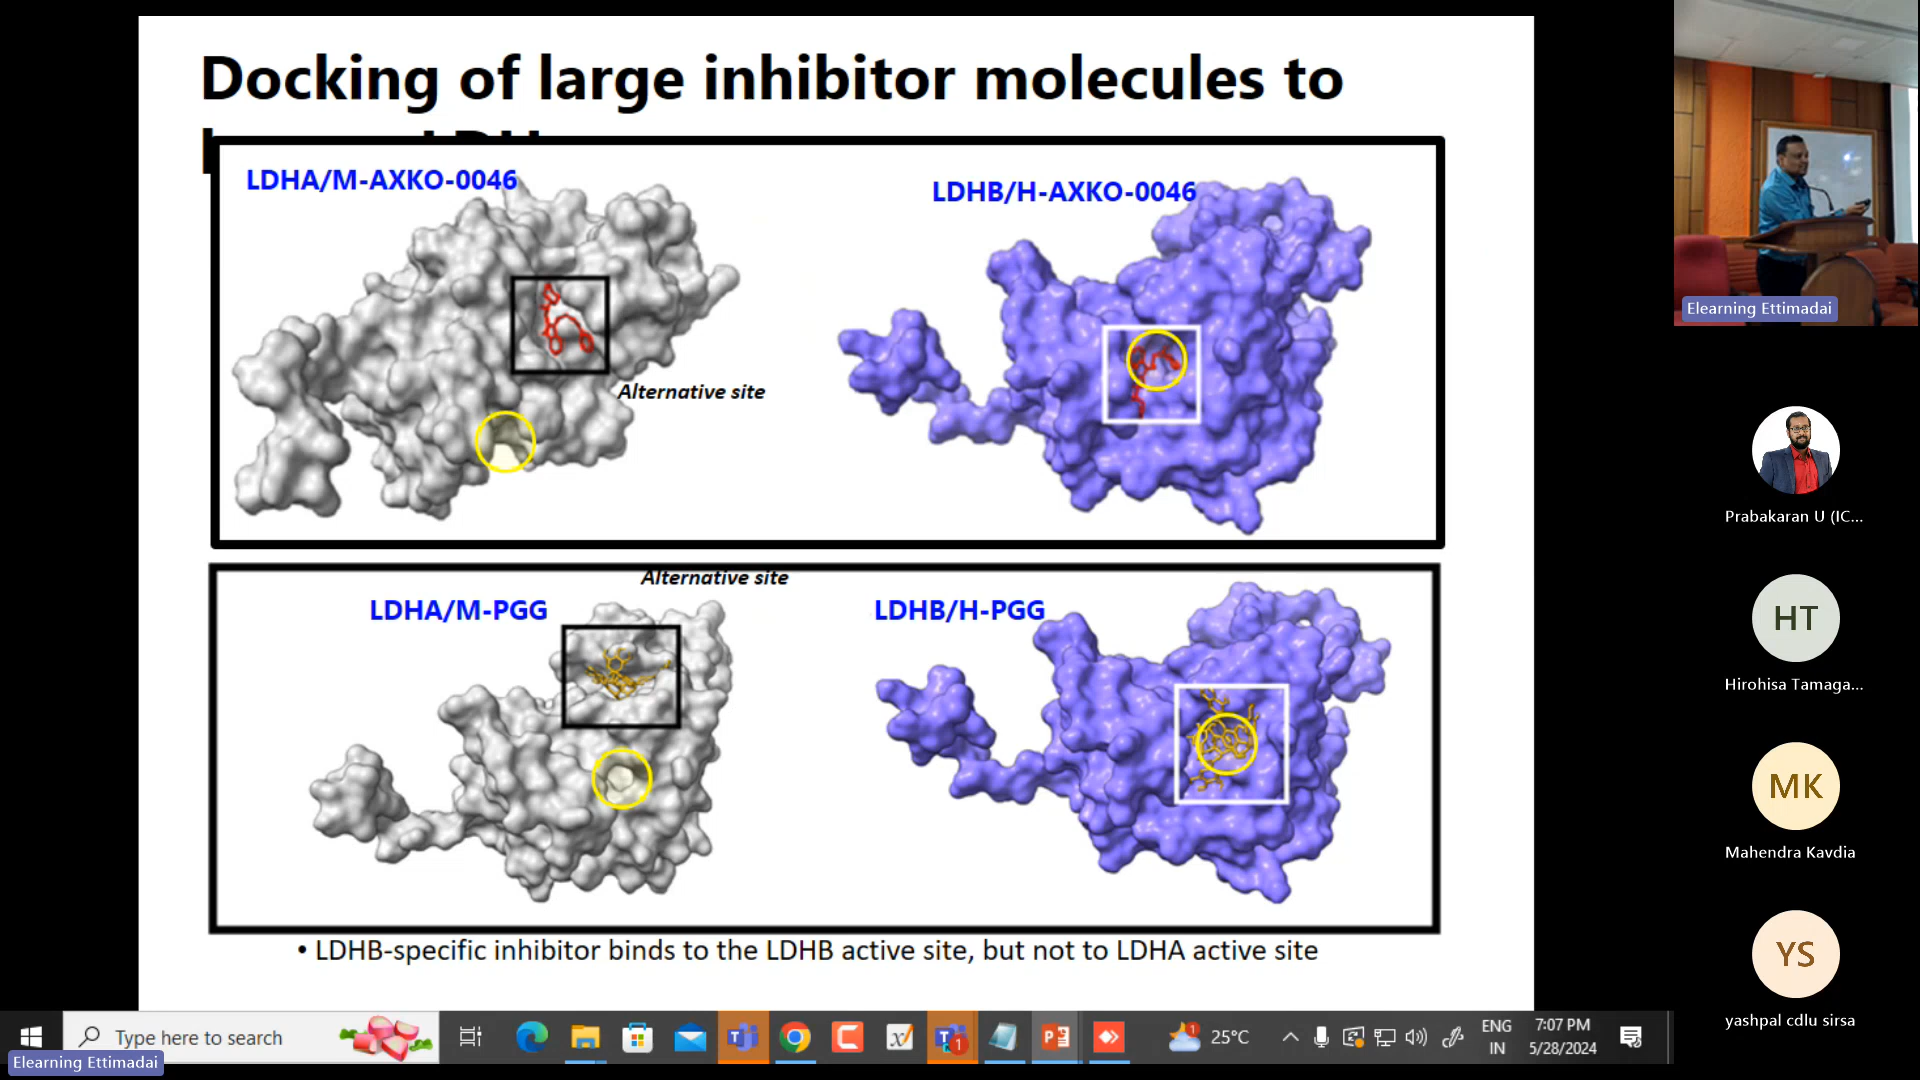 Docking of large inhibitor molecules to
LDHA/M-AXKO-0046
LDHB/H-AXKO-0046
Alternative site
Alternative site
LDHA/M-PGG
LDHB/H-PGG
• LDHB-specific inhibitor binds to the LDHB active site, but not to LDHA active site
Elearning Ettimadai
Prabakaran U (IC...
HT
Hirohisa Tamaga...
MK
Mahendra Kavdia
YS
yashpal cdlu sirsa
Type here to search
1
1
25°C
ENG
IN
7:07 PM
5/28/2024
Elearning Ettimadai